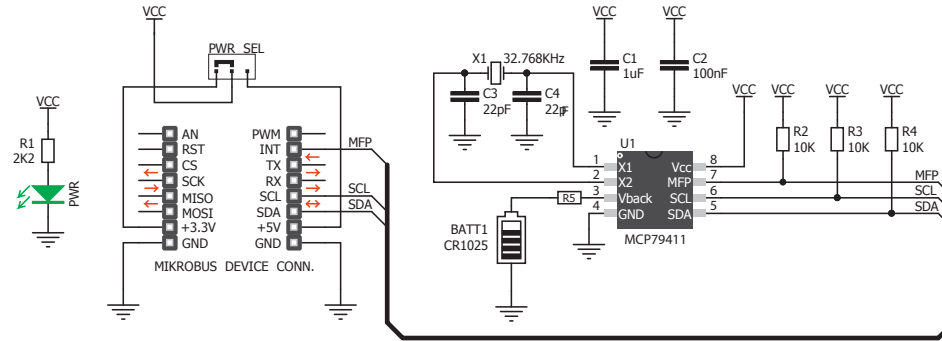 VCC
PWR SEL
VCC
R1
2K2
PWR
AN
RST
CS
SCK
MISO
MOSI
+3.3V
GND
PWM
INT
TX
RX
SCL
SDA
+5V
GND
MFP
SCL
SDA
MIKROBUS DEVICE CONN.
X1
32.768KHz
C3
22pF
C4
22pF
VCC
C1
1uF
VCC
C2
100nF
VCC
VCC
R2
10K
VCC
R3
10K
VCC
R4
10K
U1
1
X1
2
X2
3
Vback
4
GND
Vcc
8
MFP
7
SCL
6
SDA
5
MCP79411
R5
BATT1
CR1025
MFP
SCL
SDA